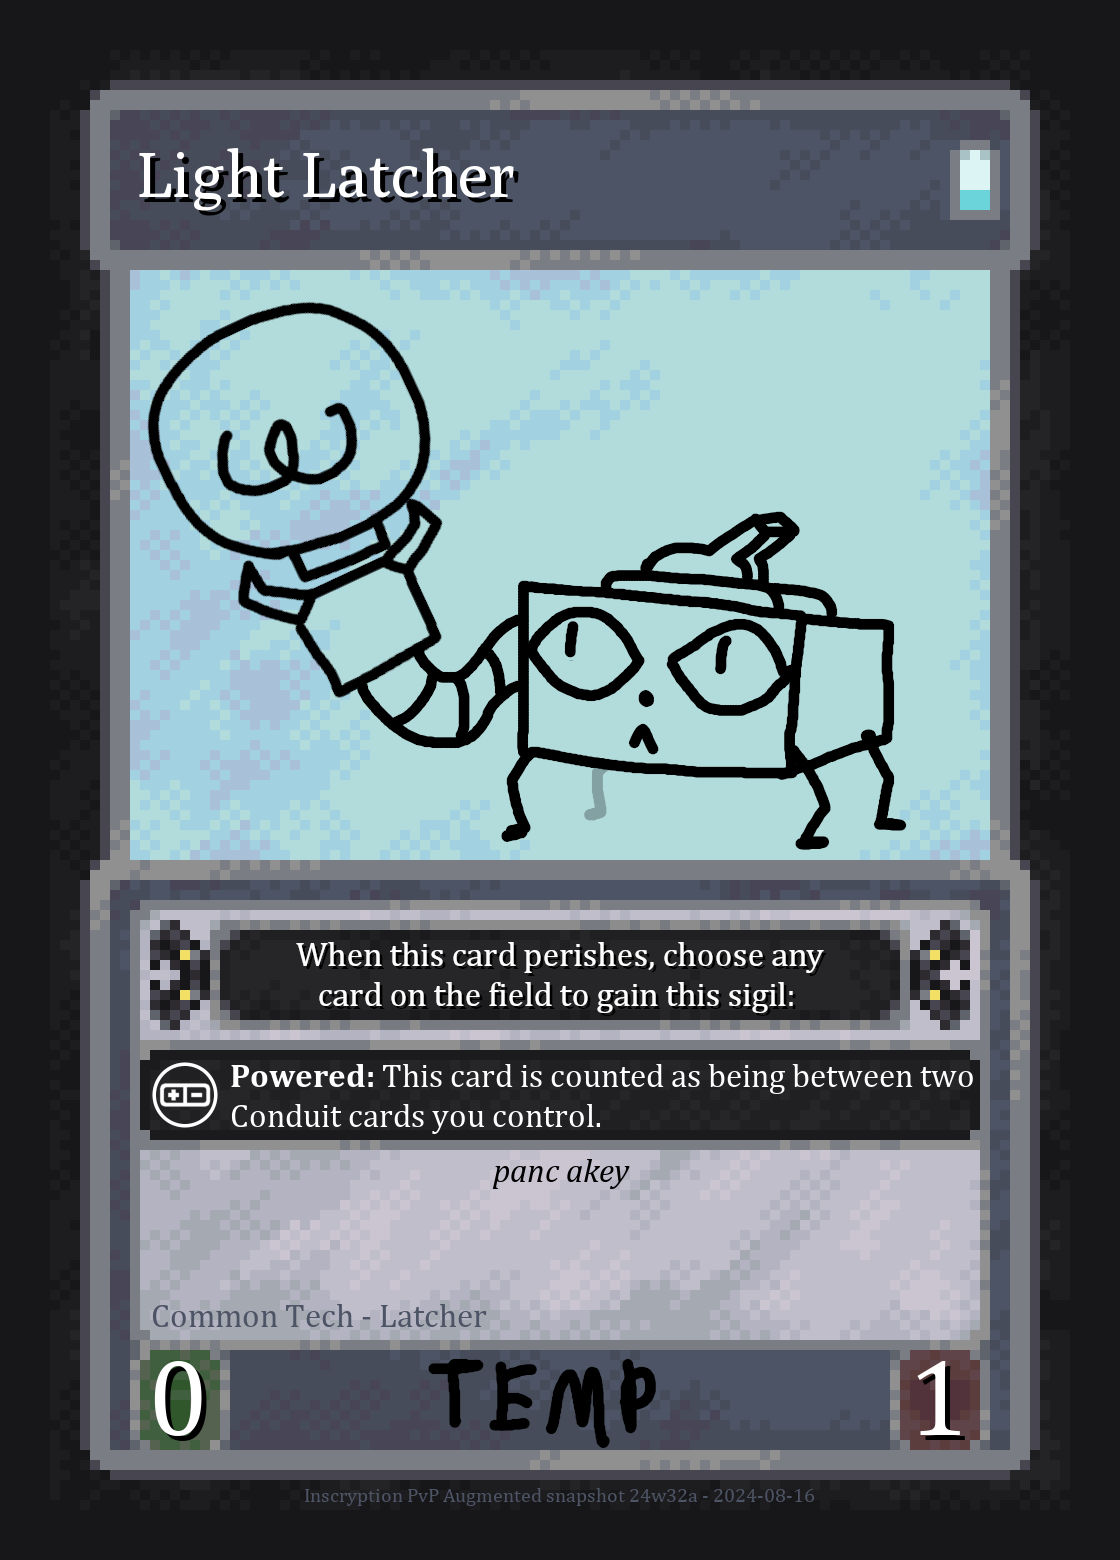 Light Latcher
When this card perishes, choose any
card on the field to gain this sigil:
Powered: This card is counted as being between two
Conduit cards you control.
panc akey
Common Tech - Latcher
0 TEMP 1
Inscryption PvP Augmented snapshot 24w32a - 2024-08-16